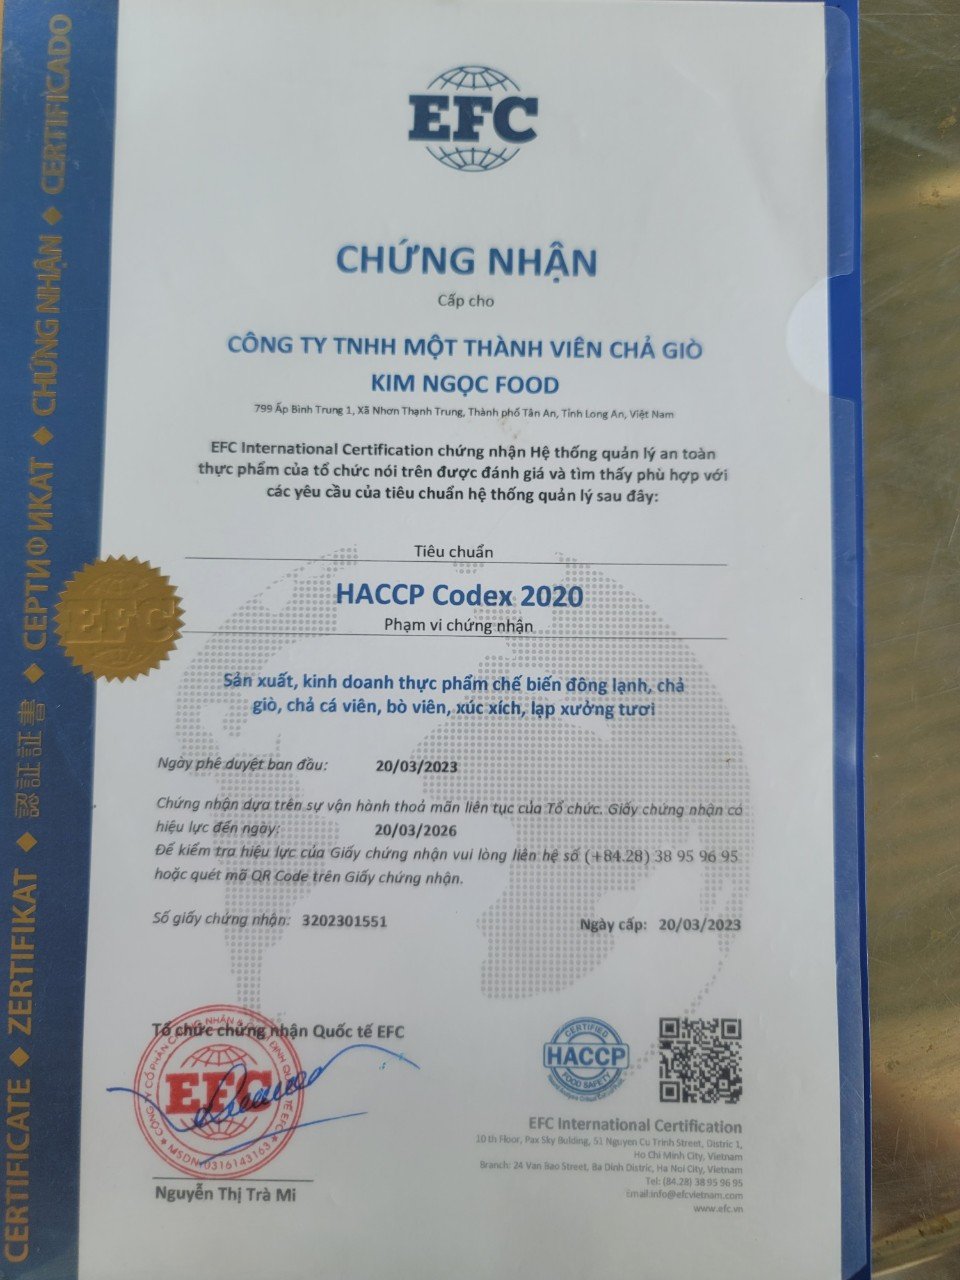 EFC
CHỨNG NHẬN
Cấp cho
CÔNG TY TNHH MỘT THÀNH VIÊN CHẢ GIÒ
KIM NGỌC FOOD
799 Ấp Bình Trung 1, Xã Nhơn Thạnh Trung, Thành phố Tân An, Tỉnh Long An, Việt Nam
EFC International Certification chứng nhận Hệ thống quản lý an toàn
thực phẩm của tổ chức nói trên được đánh giá và tìm thấy phù hợp với
các yêu cầu của tiêu chuẩn hệ thống quản lý sau đây:
Tiêu chuẩn
HACCP Codex 2020
Phạm vi chứng nhận
Sản xuất, kinh doanh thực phẩm chế biến đông lạnh, chả
giò, chả cá viên, bò viên, xúc xích, lạp xưởng tươi
Ngày phê duyệt ban đầu: 20/03/2023
Chứng nhận dựa trên sự vận hành thoả mãn liên tục của Tổ chức. Giấy chứng nhận có
hiệu lực đến ngày: 20/03/2026
Để kiểm tra hiệu lực của Giấy chứng nhận vui lòng liên hệ số (+84.28) 38 95 96 95
hoặc quét mã QR Code trên Giấy chứng nhận.
Số giấy chứng nhận: 3202301551 Ngày cấp: 20/03/2023
Tổ chức chứng nhận Quốc tế EFC
EFC
MSDN:0316143163
Nguyễn Thị Trà Mi
CERTIFIED
HACCP
FOOD SAFETY
EFC International Certification
10 th Floor, Pax Sky Bulding, 51 Nguyen Cu Trinh Street, Distric 1,
Ho Chi Minh City, Vietnam
Branch: 24 Van Bao Street, Ba Dinh Distric, Ha Noi City, Vietnam
Tel: (84.28) 38 95 96 95
Email:info@efcvietnam.com
www.efc.vn
EFC
CERTIFICATE ◆ ZERTIFIKAT ◆ 認証証書 ◆ СЕРТИФИКАТ ◆ CHỨNG NHẬN ◆ CERTIFICADO